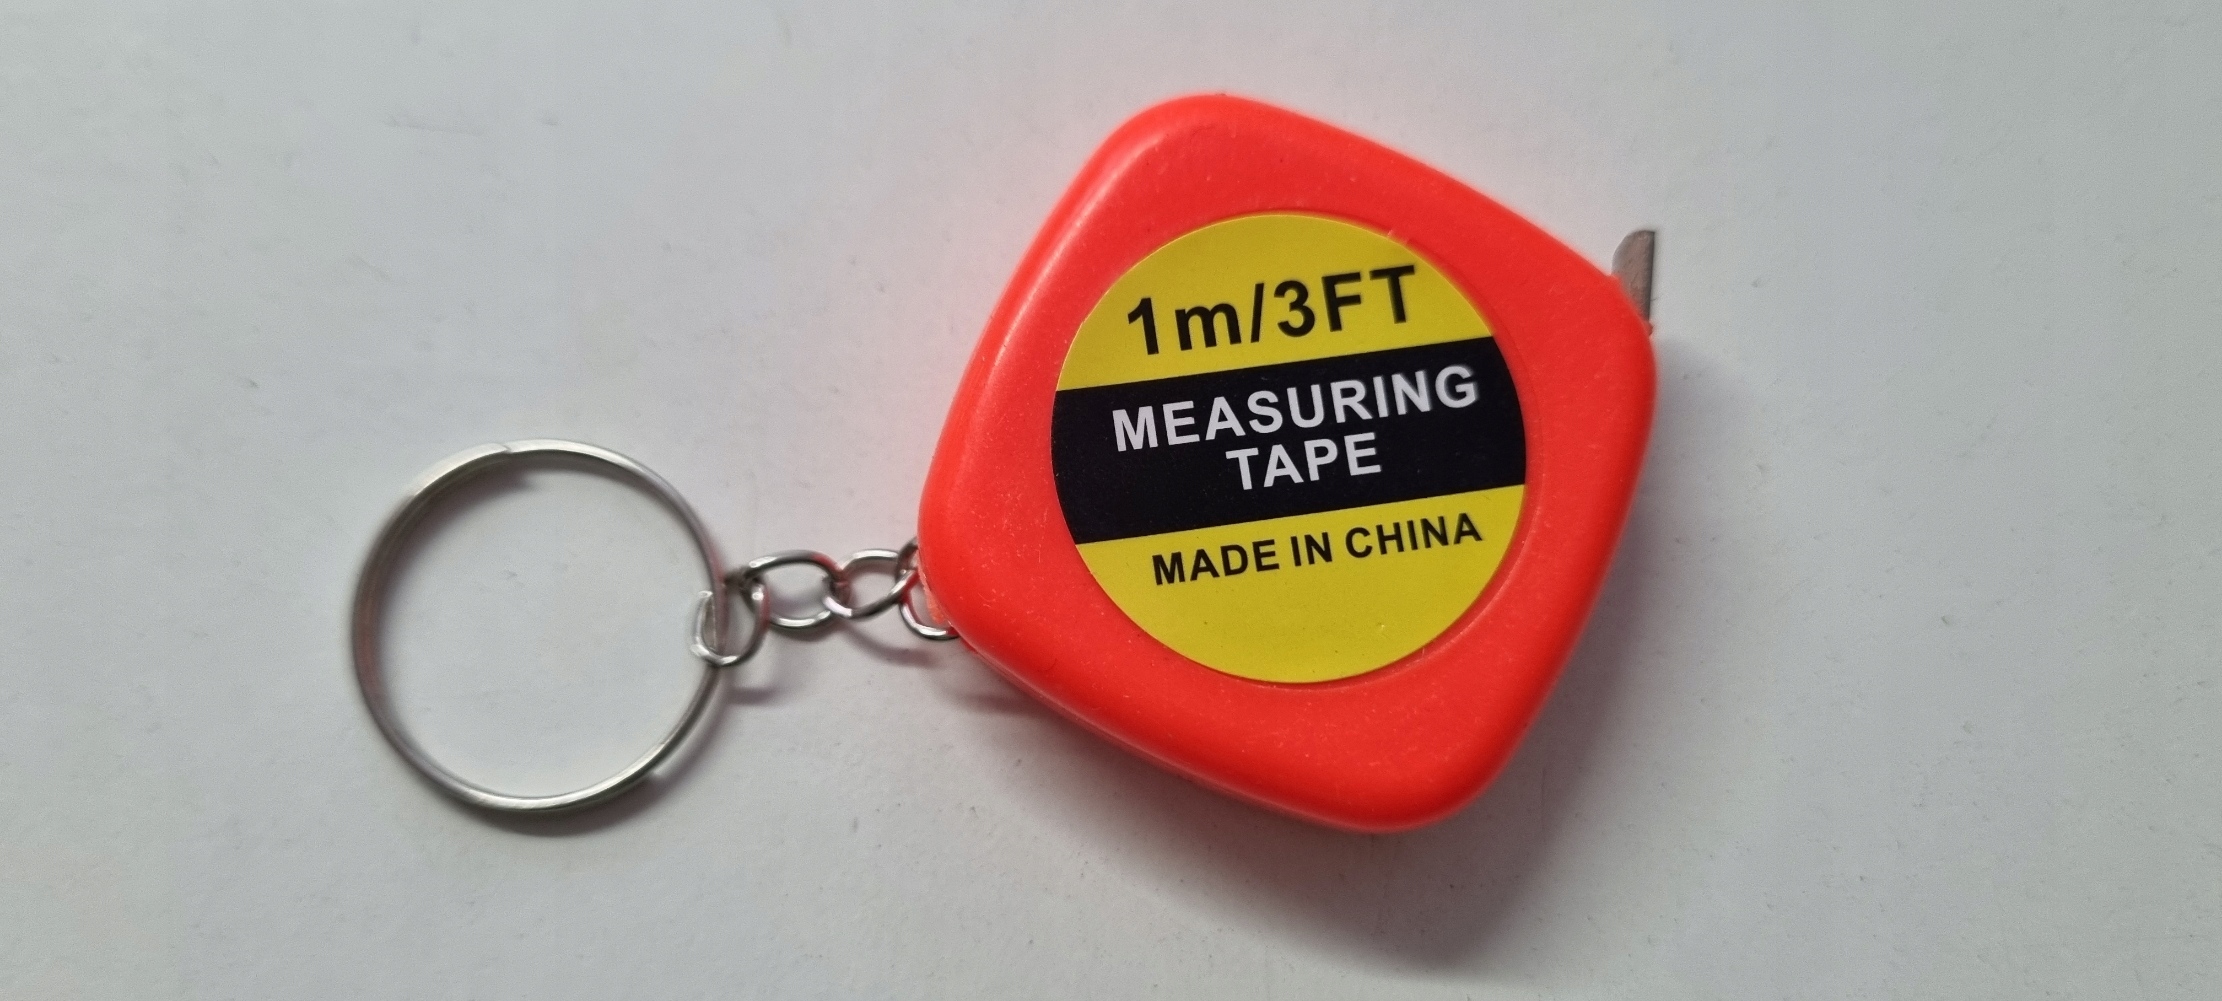 1m/3FT
MEASURING
TAPE
MADE IN CHINA